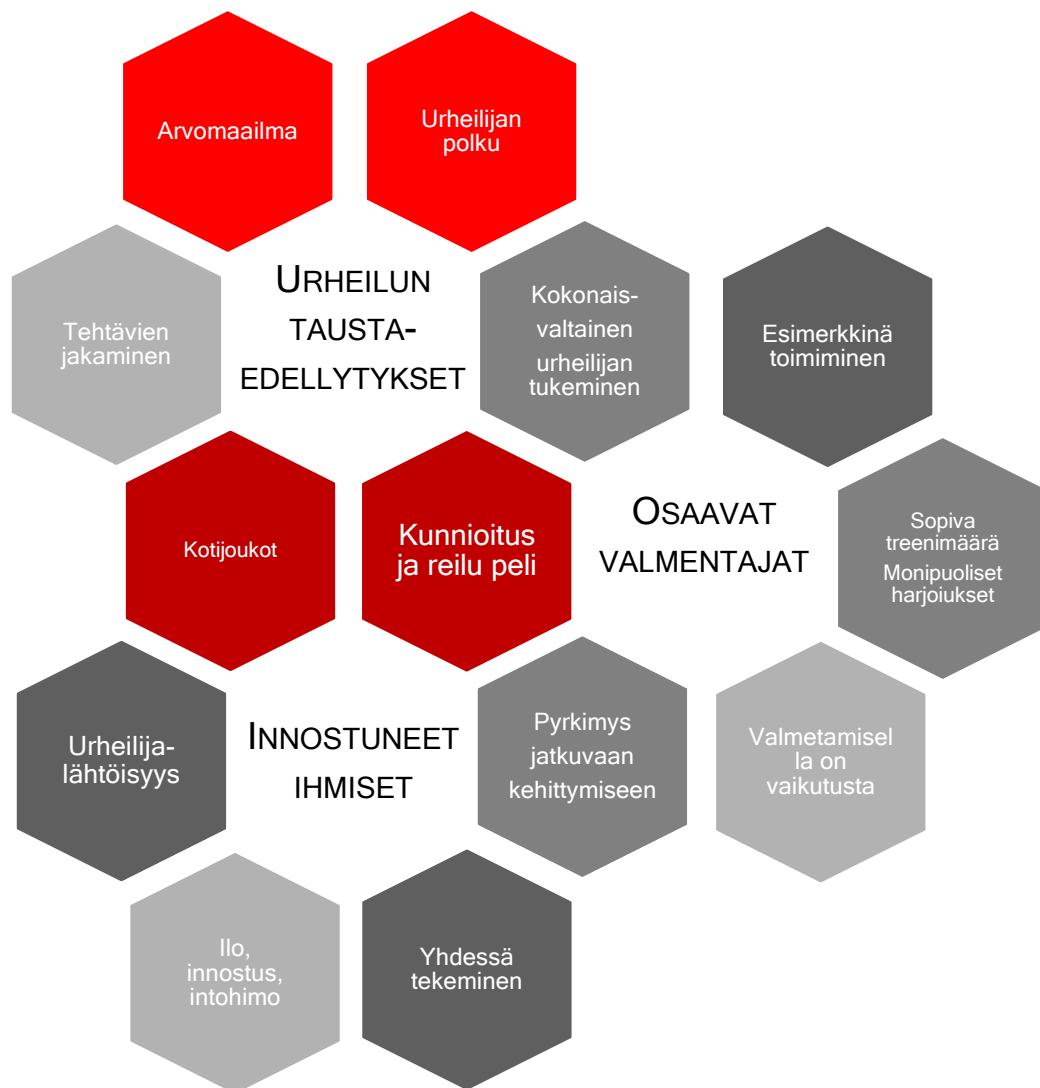 Arvomaailma
Urheilijan
polku
Tehtävien
jakaminen
URHEILUN
TAUSTA-
EDELLYTYKSET
Kokonais-
valtainen
urheilijan
tukeminen
Esimerkkinä
toimiminen
Kotijoukot
Kunnioitus
ja reilu peli
OSAAVAT
VALMENTAJAT
Sopiva
treenimäärä
Monipuoliset
harjoiukset
Urheilija-
lähtöisyys
INNOSTUNEET
IHMISET
Pyrkimys
jatkuvaan
kehittymiseen
Valmetamisel
la on
vaikutusta
Ilo,
innostus,
intohimo
Yhdessä
tekeminen